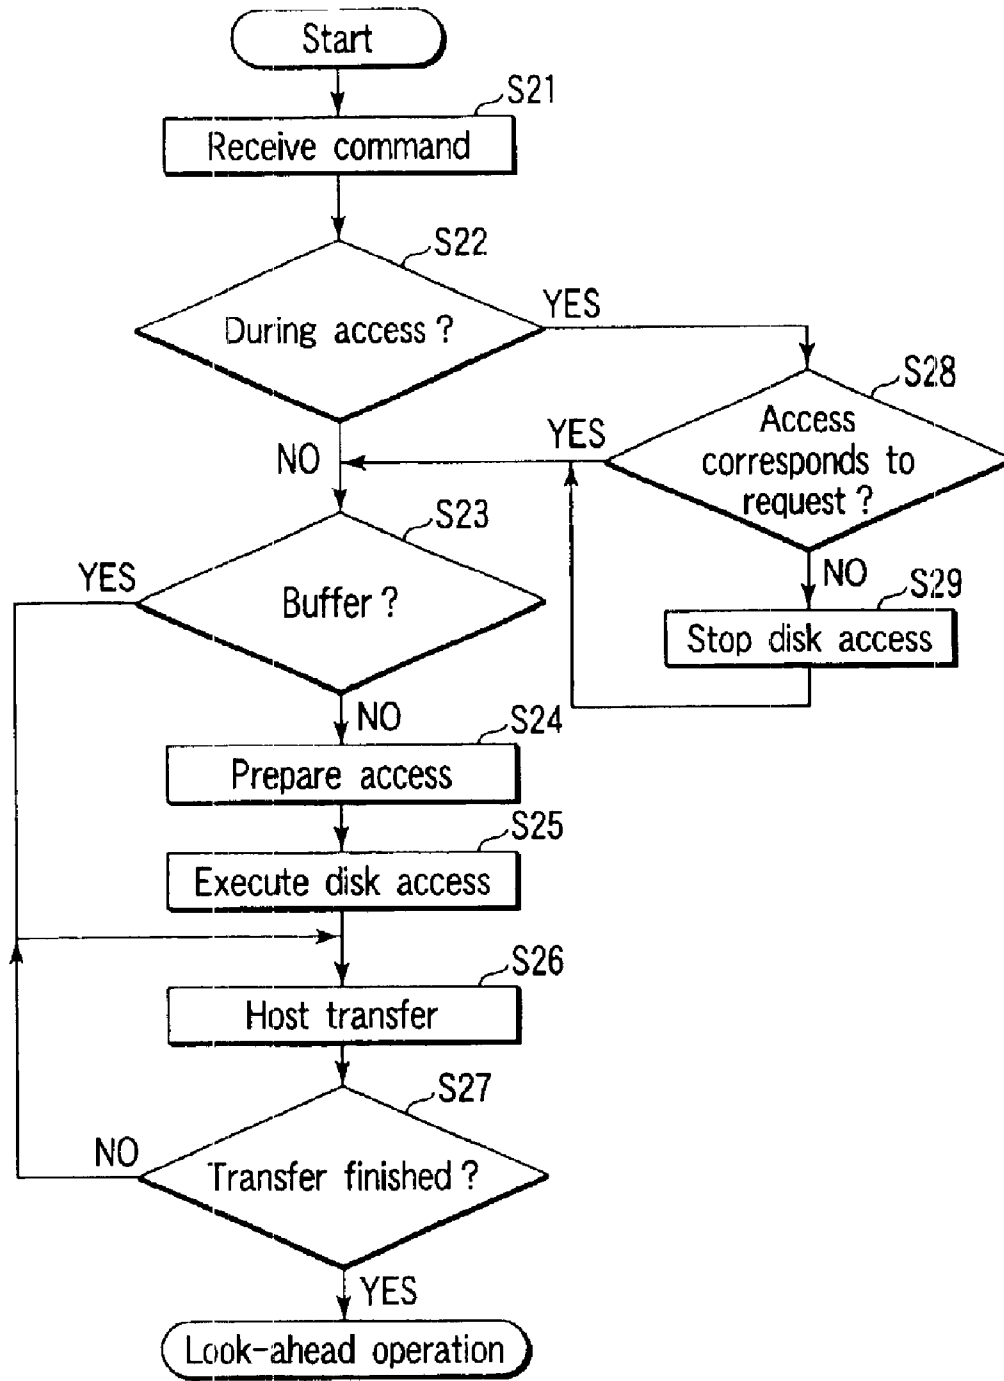 Start
S21
Receive command
S22
During access ?
YES
NO
S28
Access
corresponds to
request ?
YES
NO
S29
Stop disk access
S23
Buffer ?
YES
NO
S24
Prepare access
S25
Execute disk access
S26
Host transfer
S27
Transfer finished ?
NO
YES
Look-ahead operation